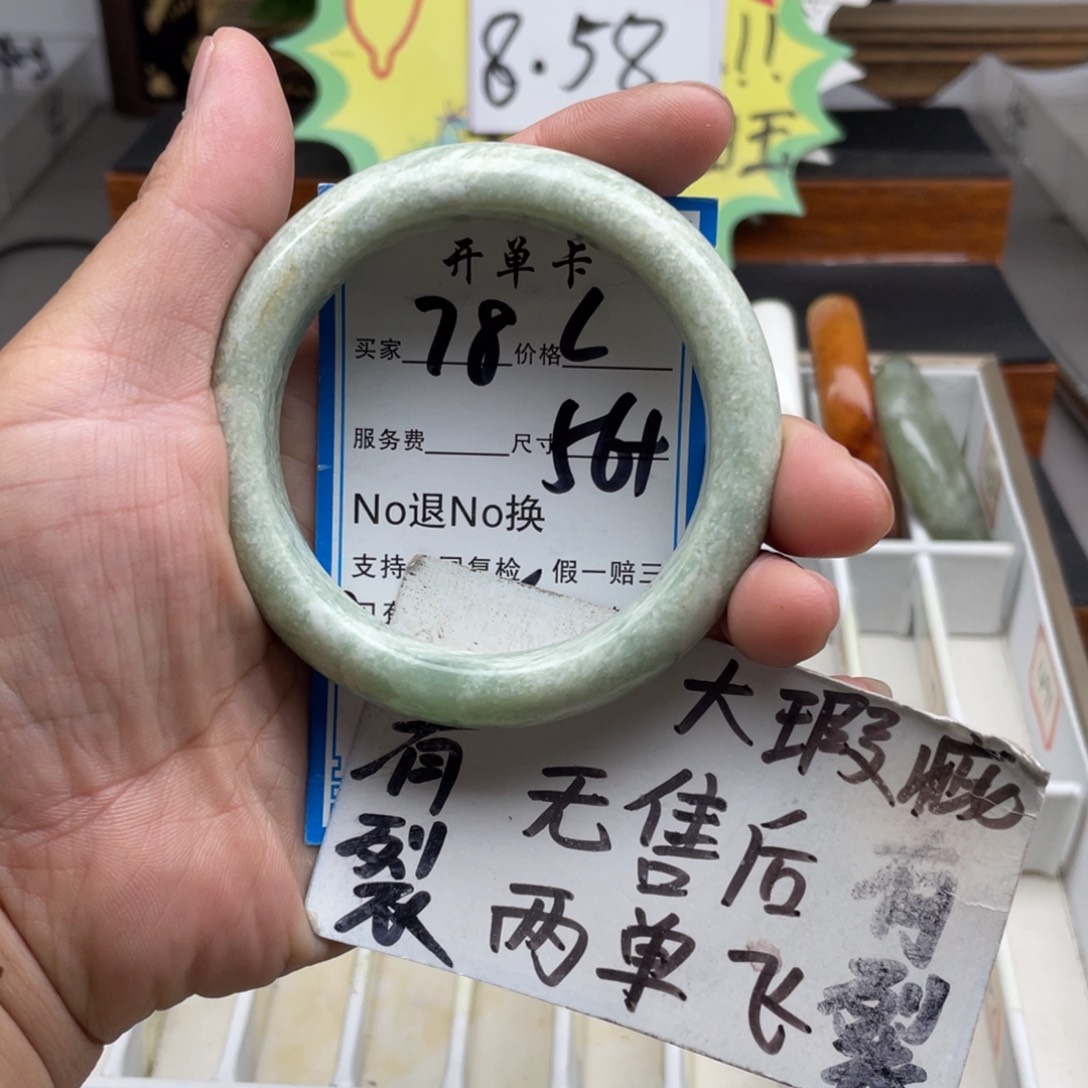 8.58
!!
玉
开单卡
买家 78 价格 L
服务费 尺寸 561
No退No换
支持 复检，假一赔三
大瑕疵
有裂
无售后
两单飞
有裂